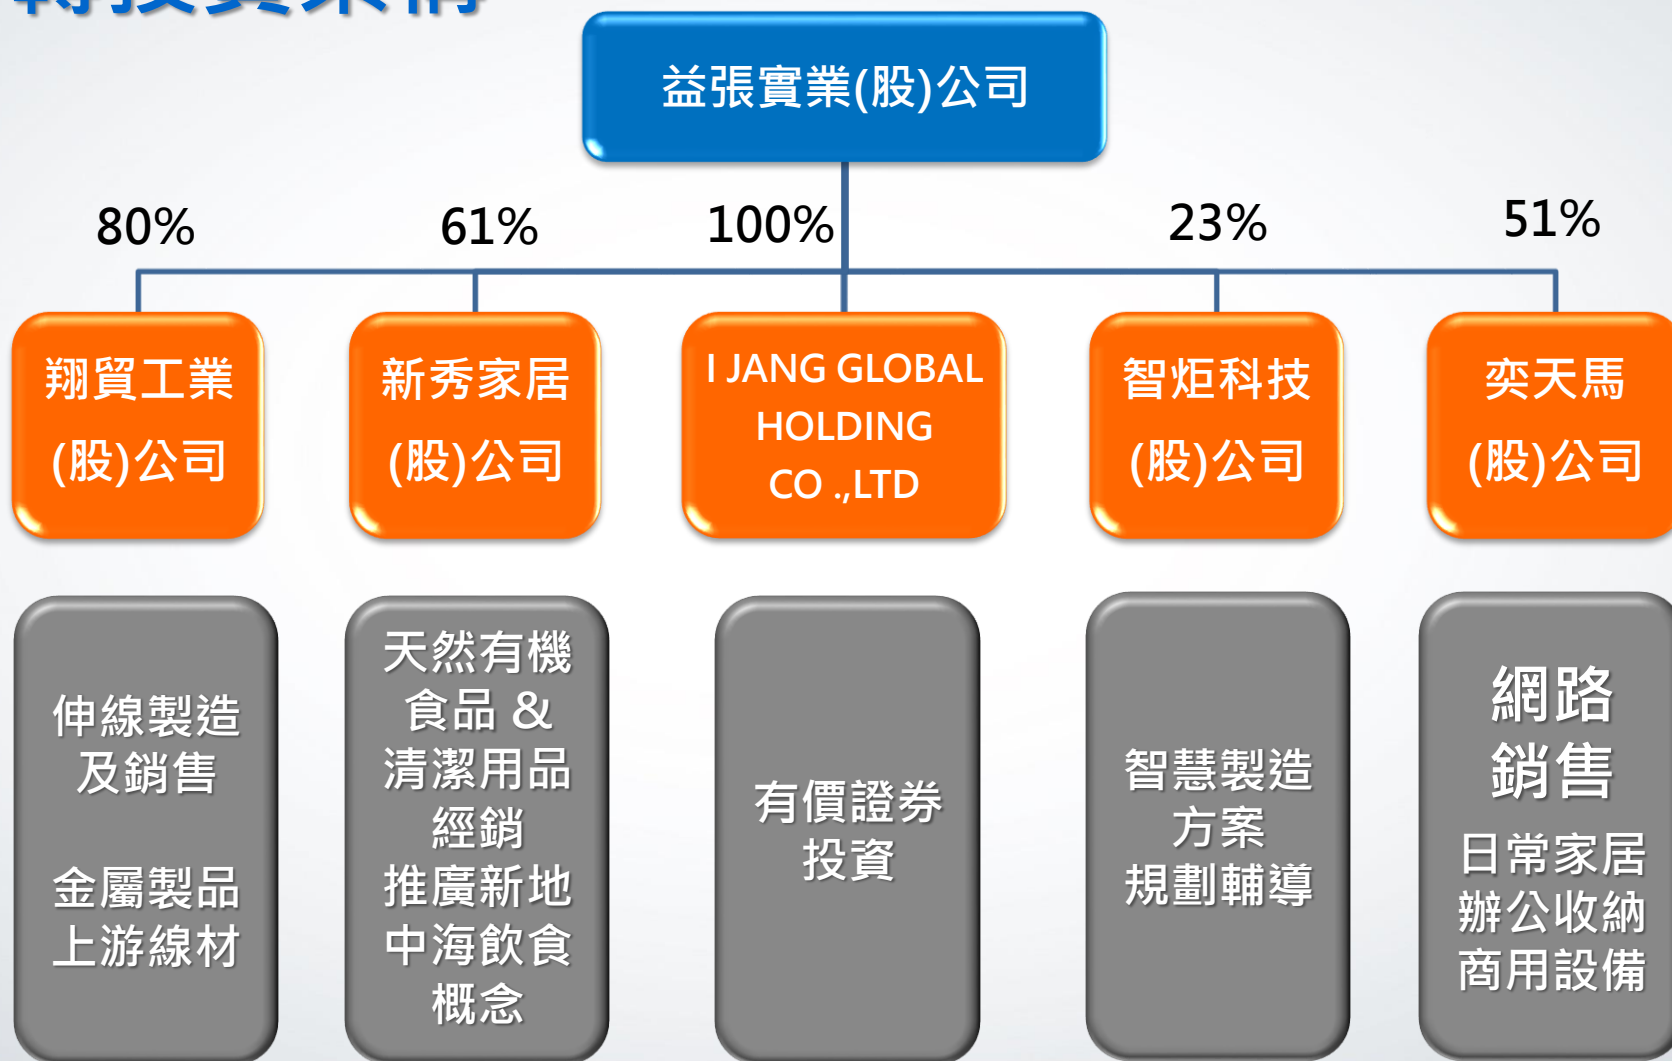 轉投資架構
益張實業(股)公司
80%
61%
100%
23%
51%
翔貿工業
(股)公司
新秀家居
(股)公司
I JANG GLOBAL
HOLDING
CO .,LTD
智炬科技
(股)公司
奕天馬
(股)公司
伸線製造
及銷售
金屬製品
上游線材
天然有機
食品 &
清潔用品
經銷
推廣新地
中海飲食
概念
有價證券
投資
智慧製造
方案
規劃輔導
網路
銷售
日常家居
辦公收納
商用設備